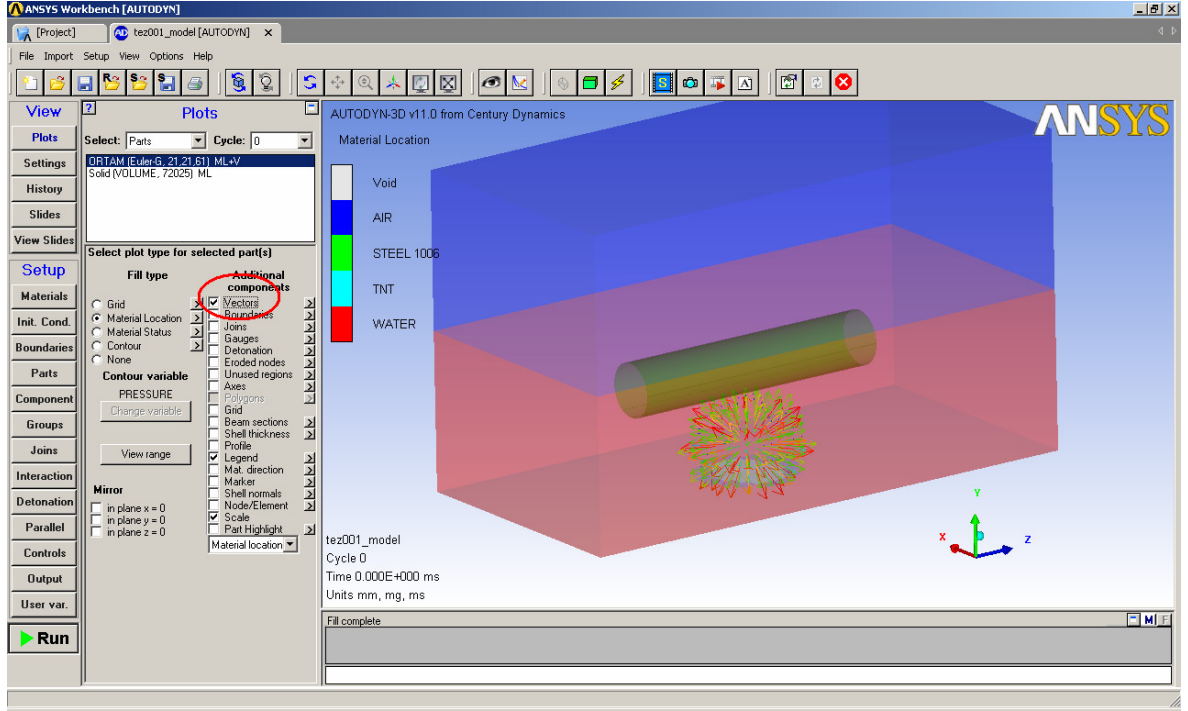 ANSYS Workbench [AUTODYN]
[Project]
AD tez001_model [AUTODYN] ×
File Import Setup View Options Help
View
Plots
Settings
History
Slides
View Slides
Setup
Materials
Init. Cond.
Boundaries
Parts
Component
Groups
Joins
Interaction
Detonation
Parallel
Controls
Output
User var.
Run
? Plots
Select: Parts Cycle: 0
ORTAM (Euler-G, 21,21,61) ML+V
Solid (VOLUME, 72025) ML
Select plot type for selected part(s)
Fill type
Grid
Material Location
Material Status
Contour
None
Contour variable
PRESSURE
Change variable
View range
Mirror
in plane x = 0
in plane y = 0
in plane z = 0
Additional
components
Vectors
Boundaries
Joins
Gauges
Detonation
Eroded nodes
Unused regions
Axes
Polygons
Grid
Beam sections
Shell thickness
Profile
Legend
Mat. direction
Marker
Shell normals
Node/Element
Scale
Part Highlight
Material location
AUTODYN-3D v11.0 from Century Dynamics
ANSYS
Material Location
Void
AIR
STEEL 1006
TNT
WATER
Y
X
Z
tez001_model
Cycle 0
Time 0.000E+000 ms
Units mm, mg, ms
Fill complete
M F